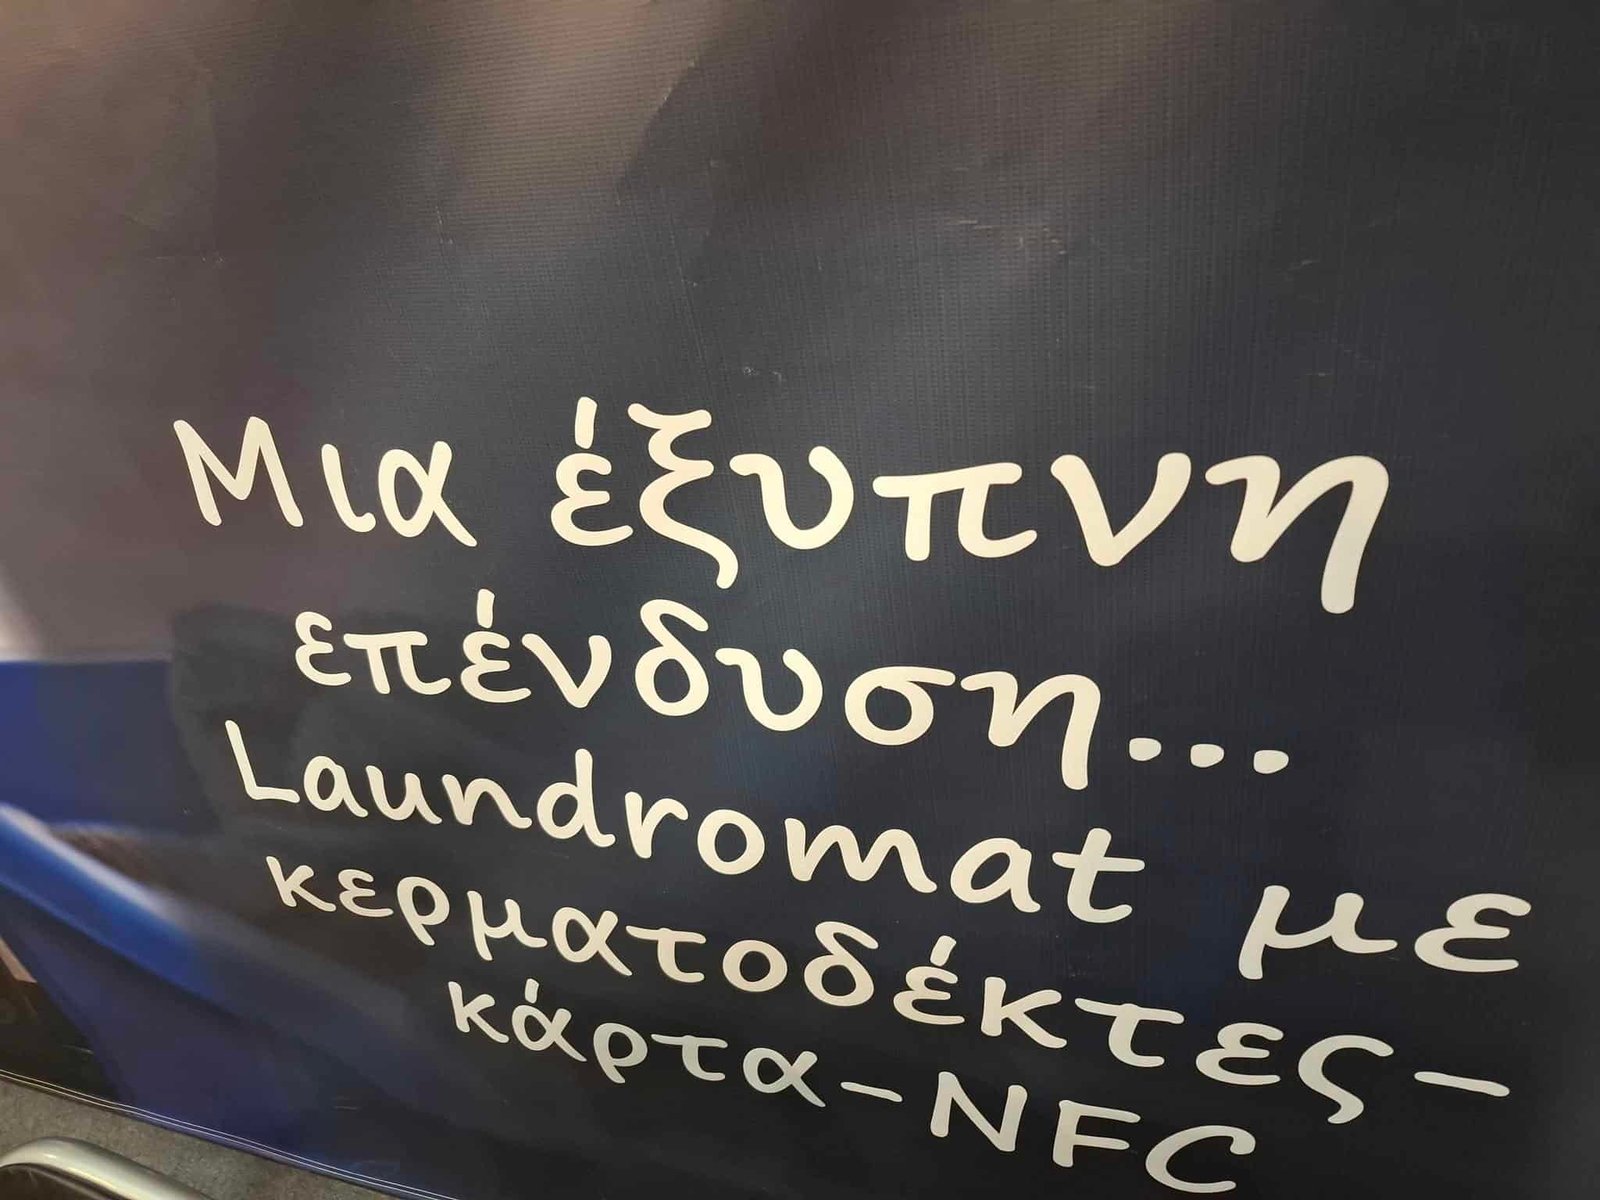 Μια έξυπνη
επένδυση...
Laundromat με
κερματοδέκτες-
κάρτα-NFC